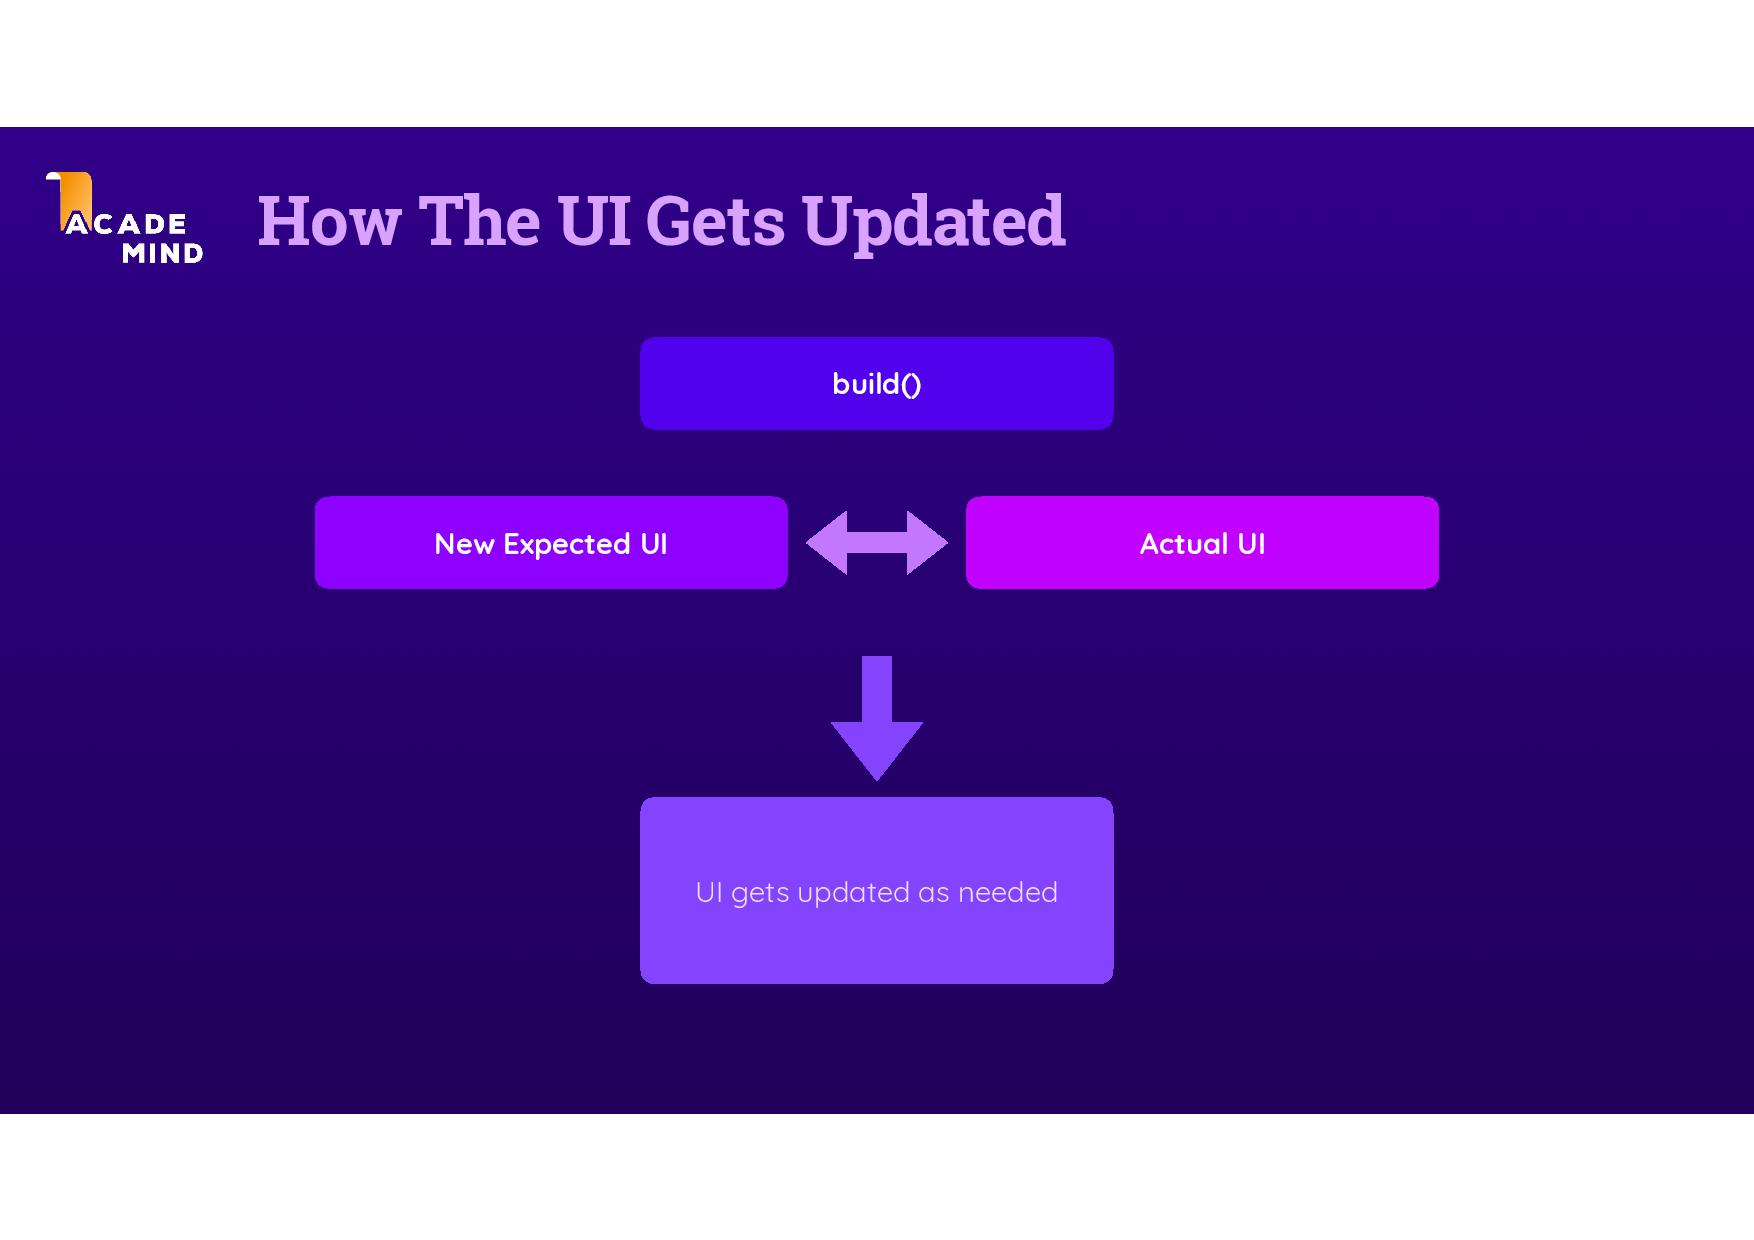 ACADE
MIND
How The UI Gets Updated
build()
New Expected UI
Actual UI
UI gets updated as needed